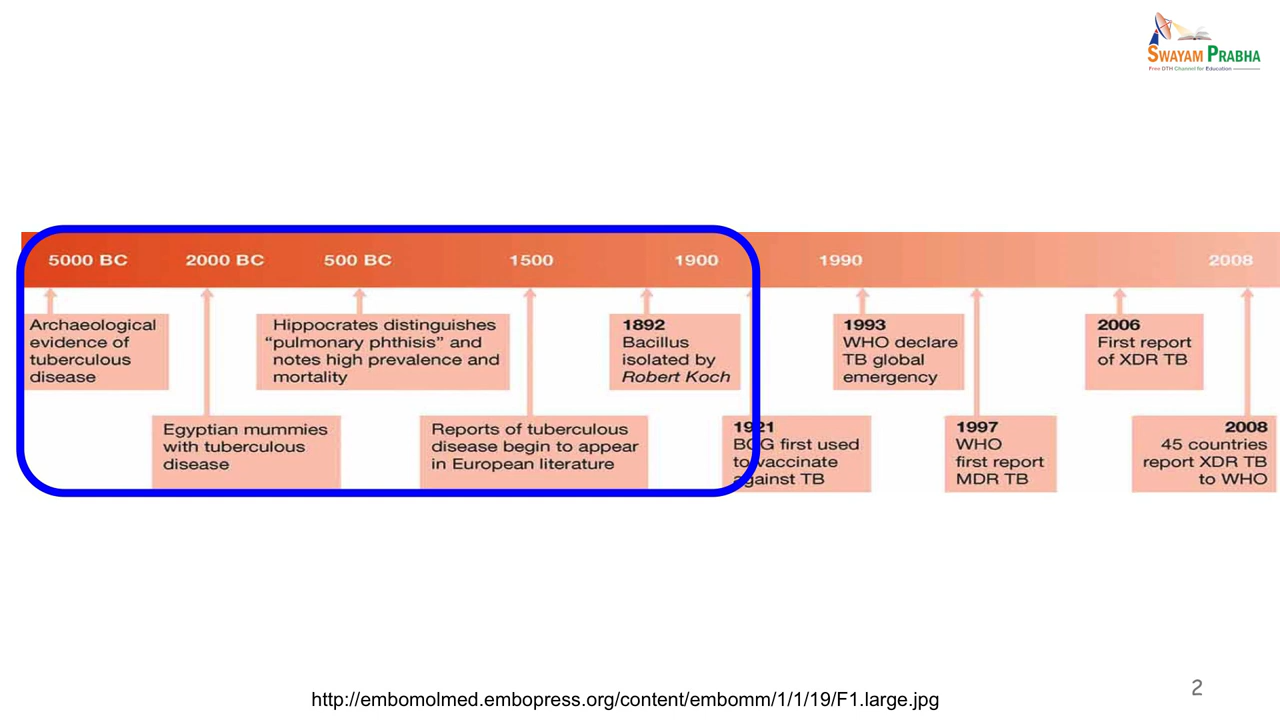 SWAYAM PRABHA
Free DTH Channel for Education
5000 BC
2000 BC
500 BC
1500
1900
1990
2008
Archaeological
evidence of
tuberculous
disease
Egyptian mummies
with tuberculous
disease
Hippocrates distinguishes
“pulmonary phthisis” and
notes high prevalence and
mortality
Reports of tuberculous
disease begin to appear
in European literature
1892
Bacillus
isolated by
Robert Koch
1921
BCG first used
to vaccinate
against TB
1993
WHO declare
TB global
emergency
1997
WHO
first report
MDR TB
2006
First report
of XDR TB
2008
45 countries
report XDR TB
to WHO
http://embomolmed.embopress.org/content/embomm/1/1/19/F1.large.jpg
2